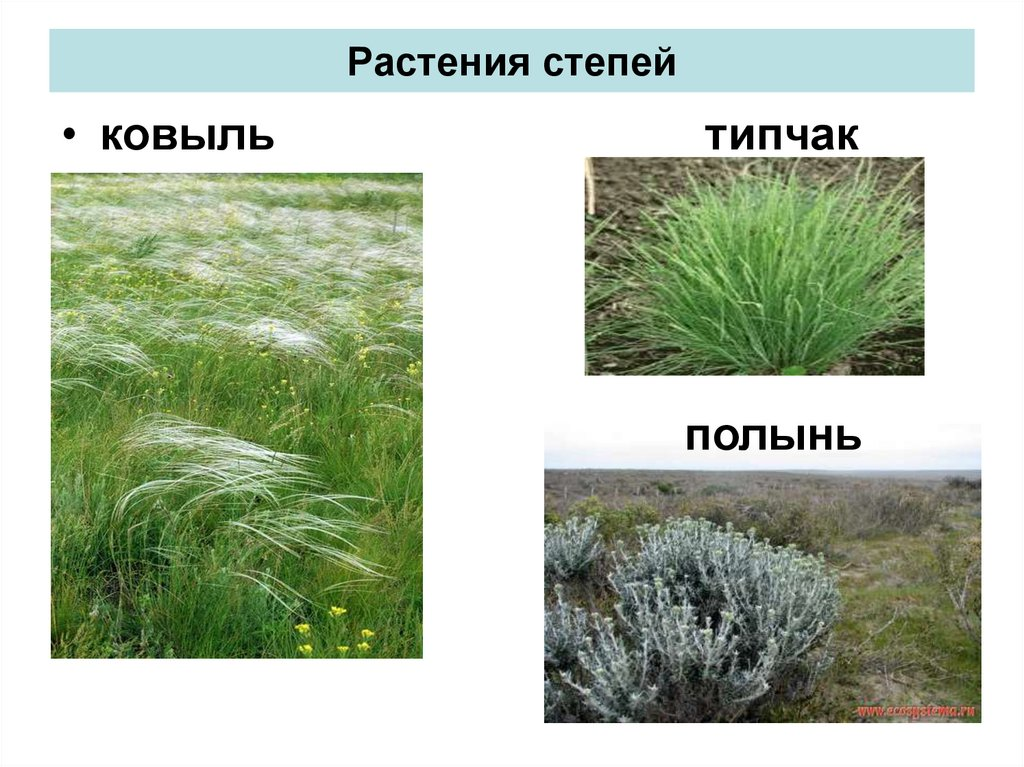 Растения степей
• ковыль
типчак
полынь
www.ecosystema.ru